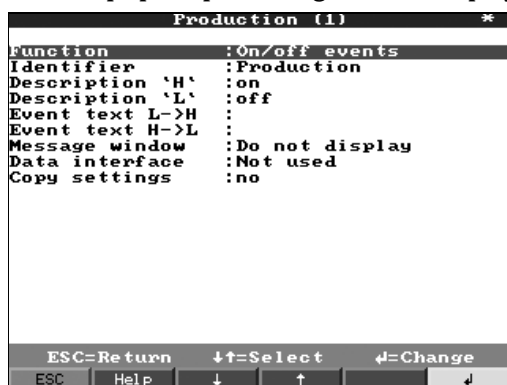 Production (1) *
Function :On/off events
Identifier :Production
Description 'H' :on
Description 'L' :off
Event text L->H :
Event text H->L :
Message window :Do not display
Data interface :Not used
Copy settings :no
ESC=Return ↓↑=Select ↲=Change
ESC Help ↓ ↑ ↲